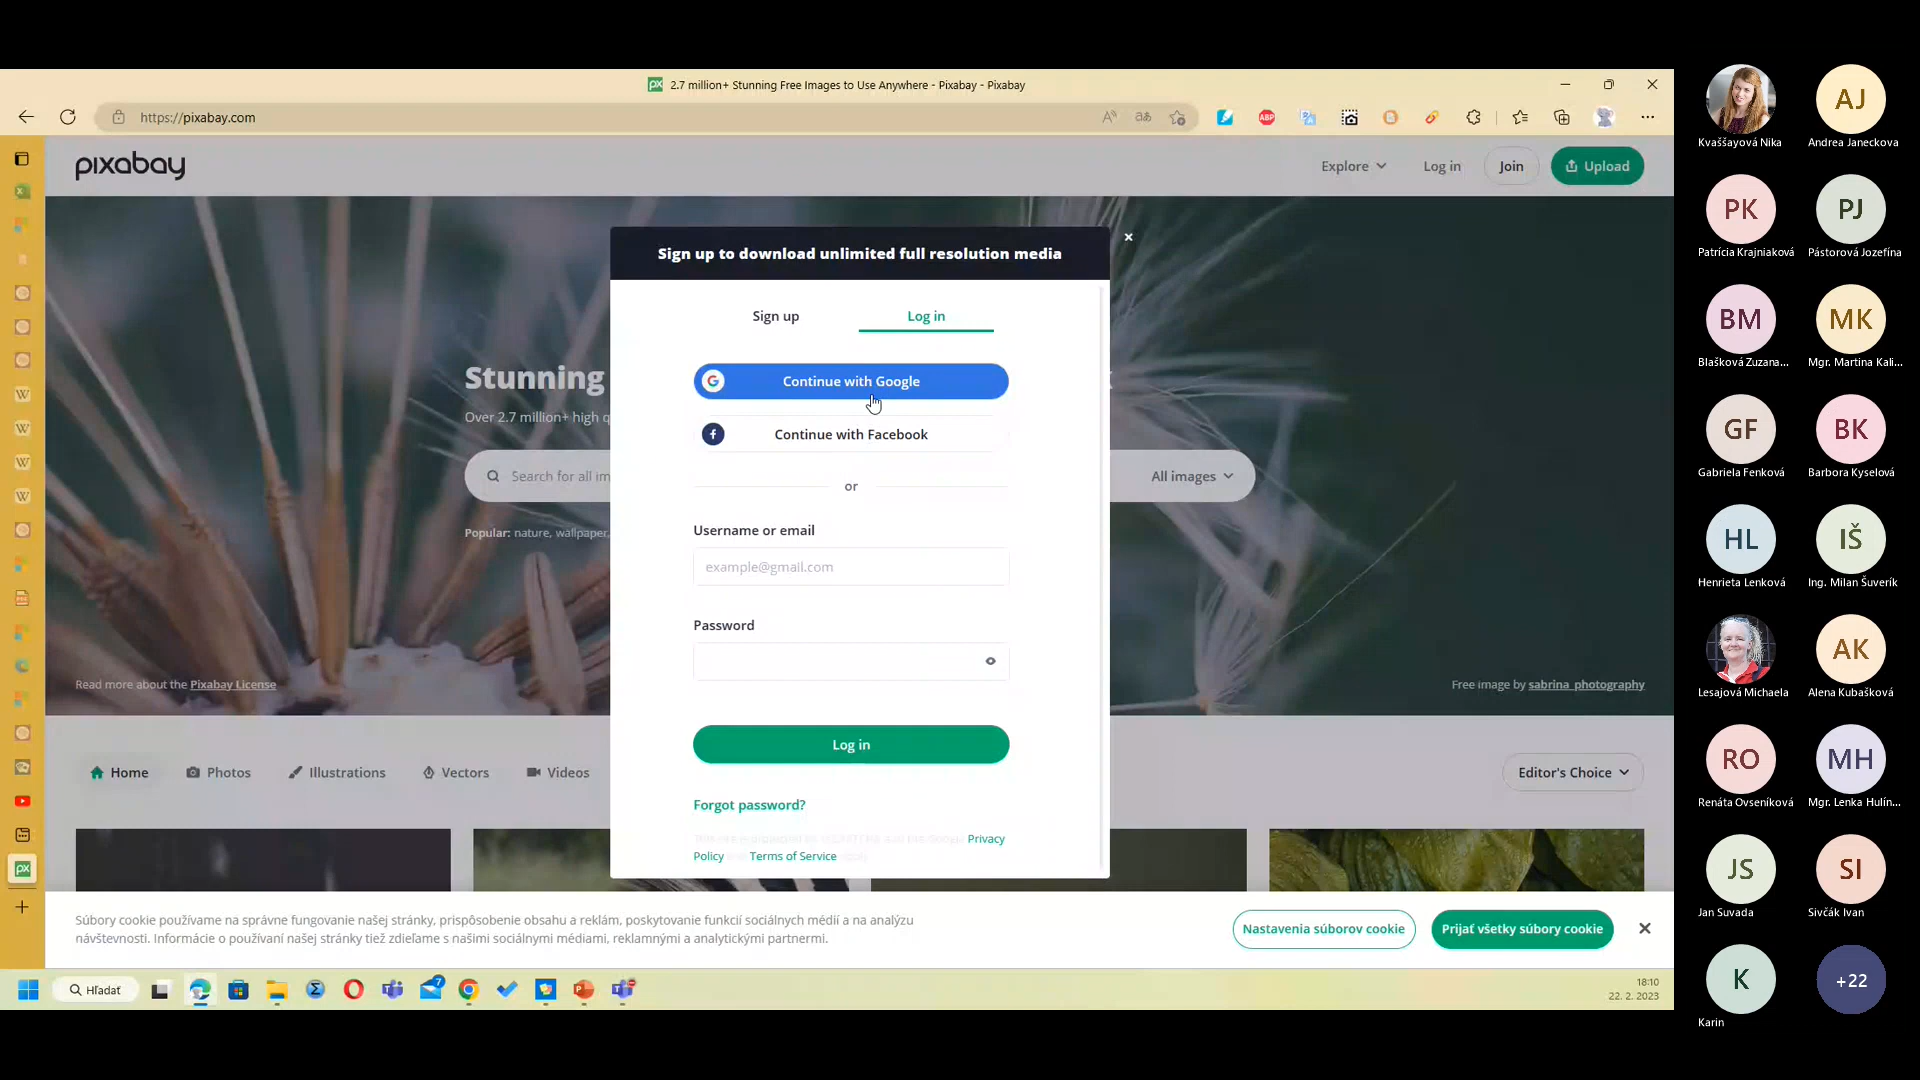 2.7 million+ Stunning Free Images to Use Anywhere - Pixabay - Pixabay
https://pixabay.com
pixabay
Explore
Log in
Join
Upload
Sign up to download unlimited full resolution media
Sign up
Log in
Continue with Google
Continue with Facebook
or
Username or email
example@gmail.com
Password
Log in
Forgot password?
Privacy
Policy
Terms of Service
Stunning
Over 2.7 million+ high q
Search for all im
All images
Popular: nature, wallpaper,
Read more about the Pixabay License
Free image by sabrina_photography
Home
Photos
Illustrations
Vectors
Videos
Editor's Choice
Súbory cookie používame na správne fungovanie našej stránky, prispôsobenie obsahu a reklám, poskytovanie funkcií sociálnych médií a na analýzu
návštevnosti. Informácie o používaní našej stránky tiež zdieľame s našimi sociálnymi médiami, reklamnými a analytickými partnermi.
Nastavenia súborov cookie
Prijať všetky súbory cookie
Hľadať
7
18:10
22. 2. 2023
Kvaššayová Nika
AJ
Andrea Janeckova
PK
Patrícia Krajniaková
PJ
Pástorová Jozefína
BM
Blašková Zuzana...
MK
Mgr. Martina Kali...
GF
Gabriela Fenková
BK
Barbora Kyselová
HL
Henrieta Lenková
IŠ
Ing. Milan Šuverík
Lesajová Michaela
AK
Alena Kubašková
RO
Renáta Ovseníková
MH
Mgr. Lenka Hulín...
JS
Jan Suvada
SI
Sivčák Ivan
K
Karin
+22